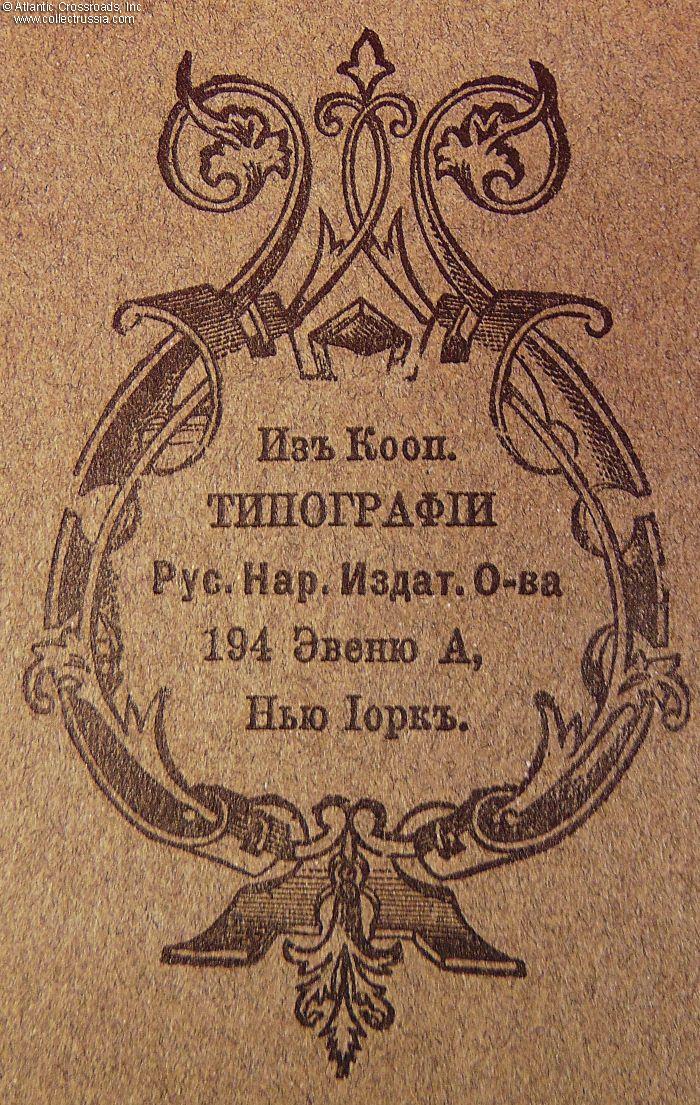 © Atlantic Crossroads, Inc.
www.collectrussia.com
Изъ Кооп.
ТИПОГРАФІИ
Рус. Нар. Издат. О-ва
194 Эвеню А,
Нью Іоркъ.